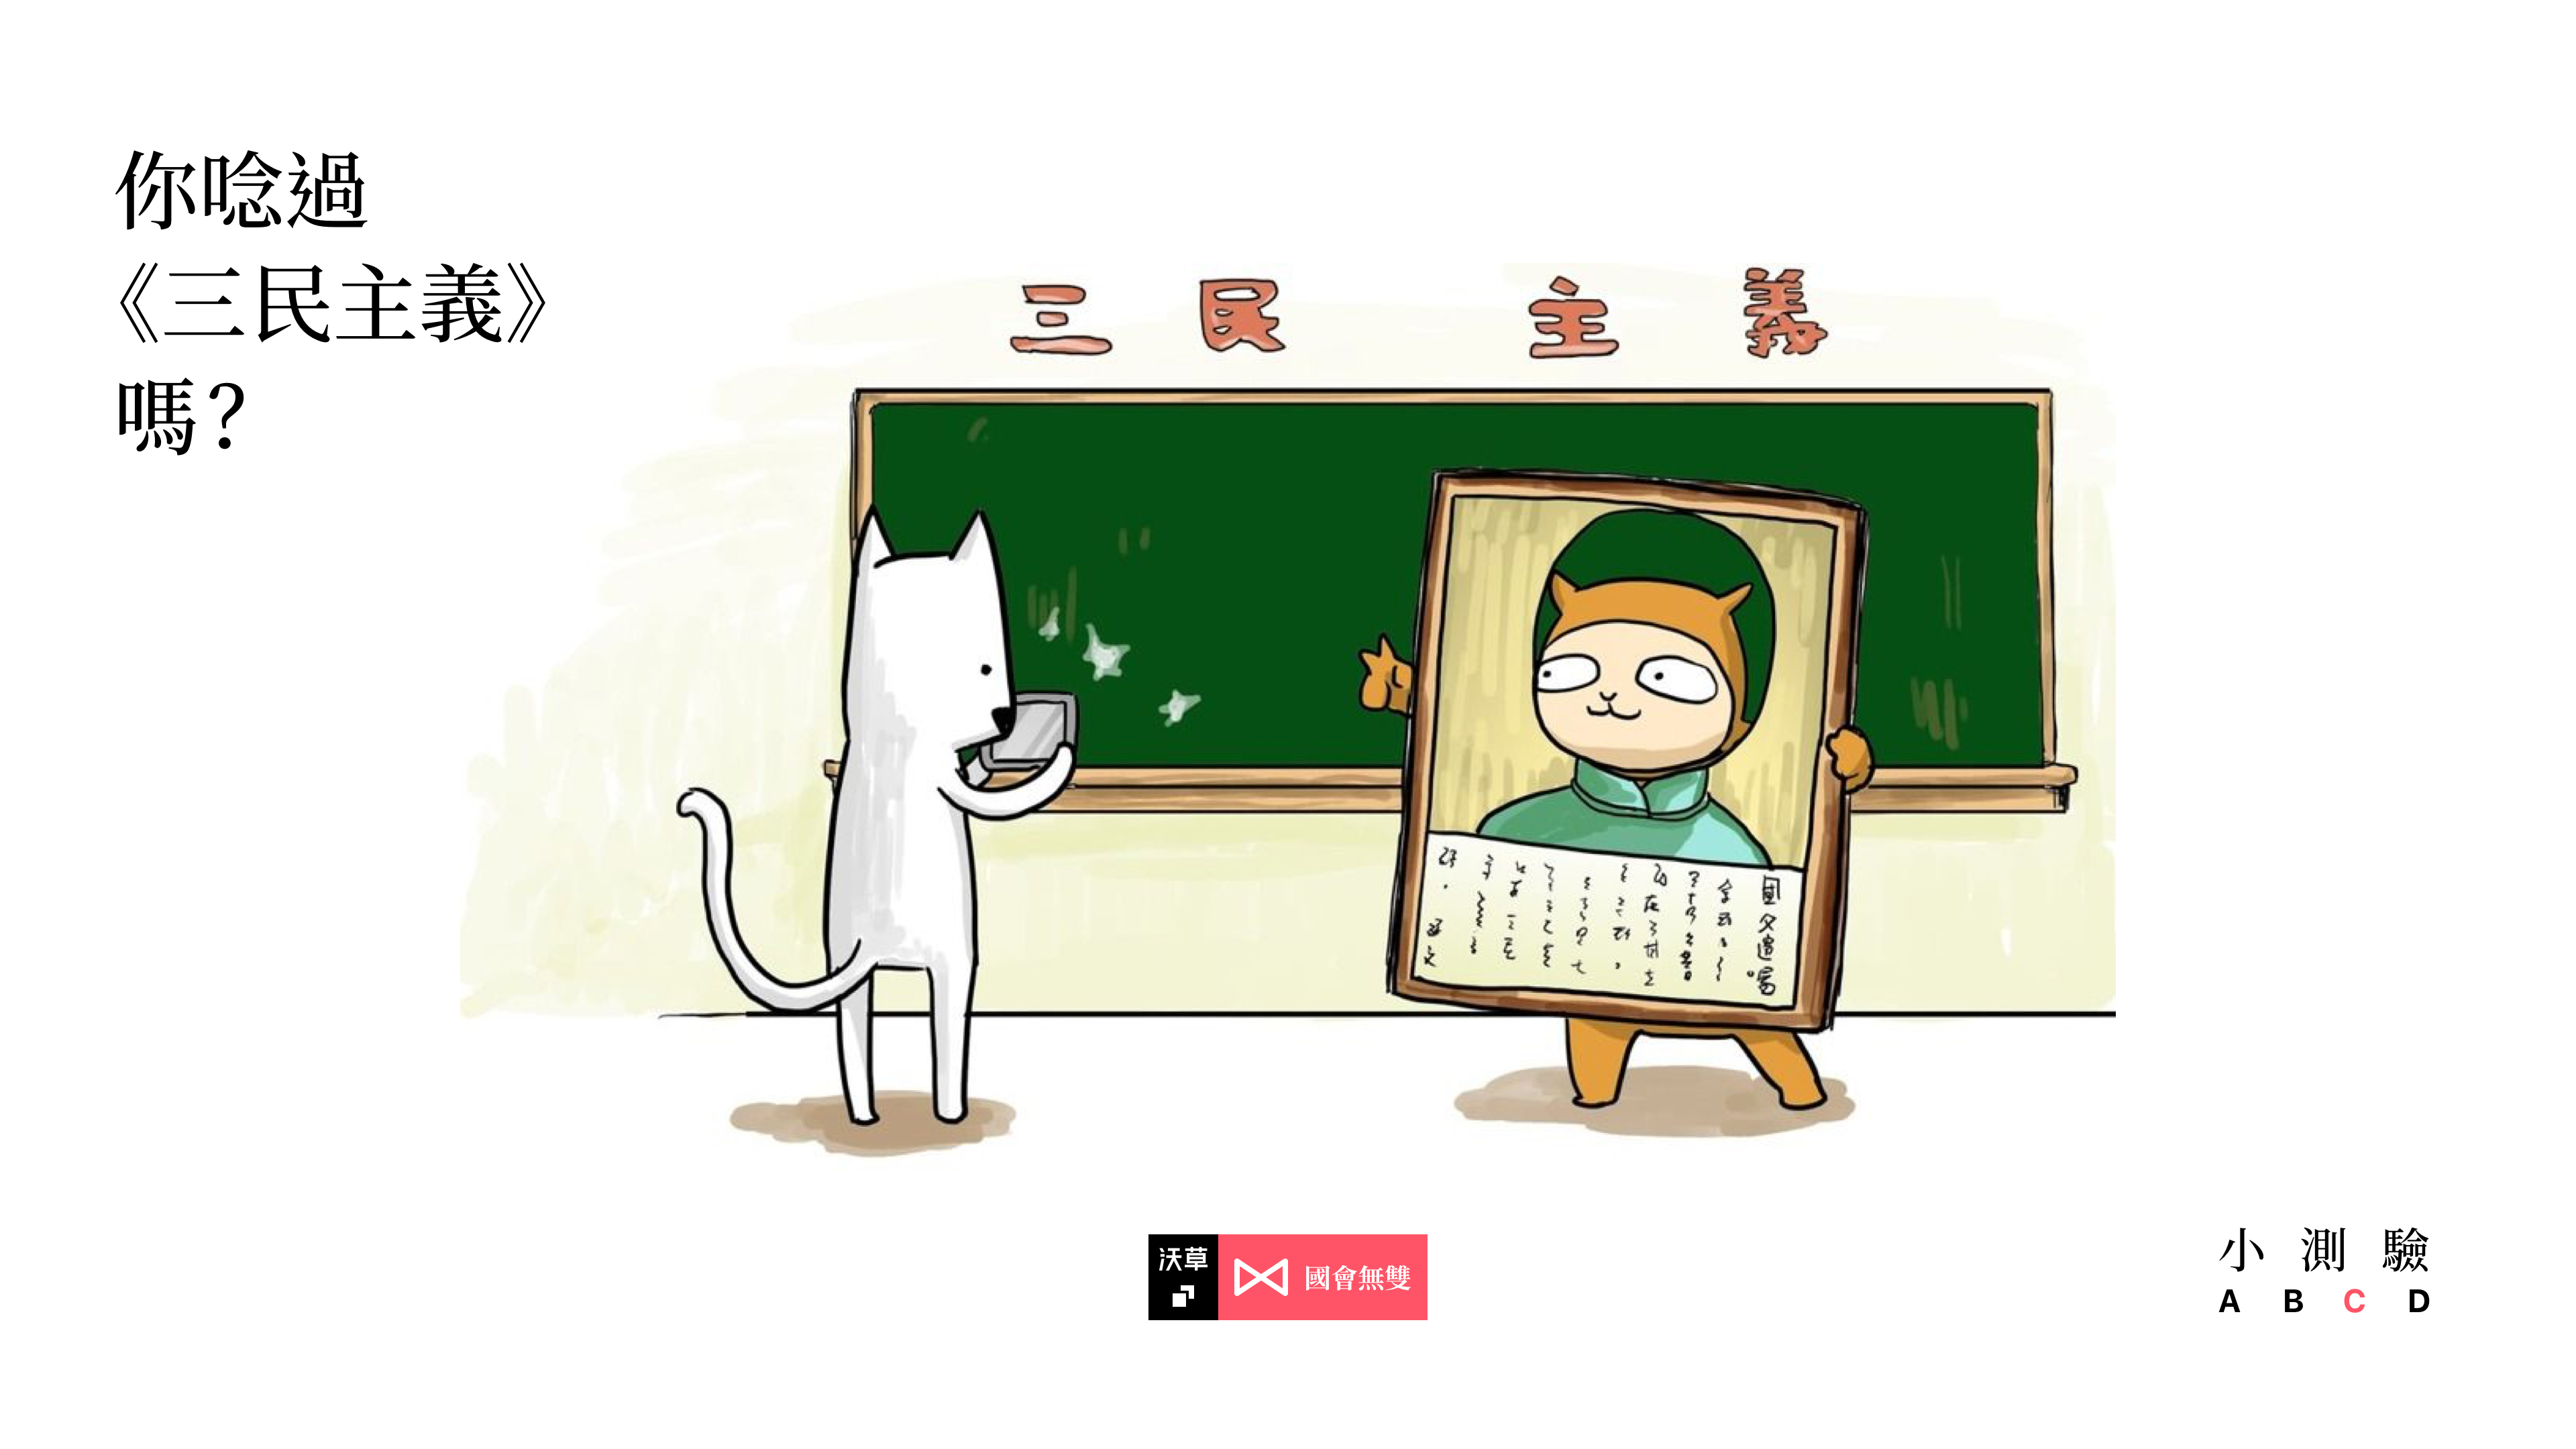 你唸過
《三民主義》
嗎？
三民 主義
國父遺囑
沃草
國會無雙
小測驗
A B C D